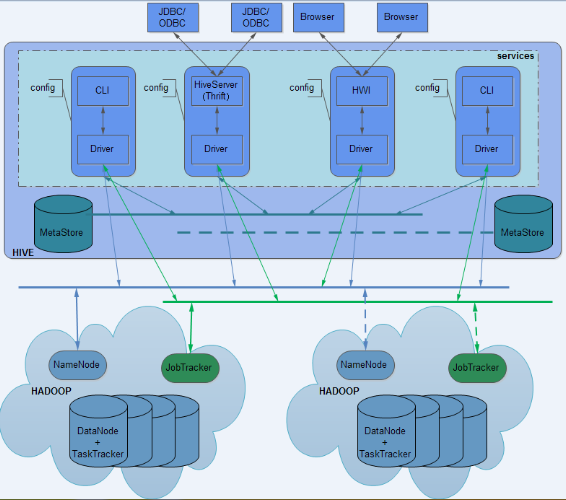 JDBC/
ODBC
JDBC/
ODBC
Browser
Browser
services
config
CLI
Driver
config
HiveServer
(Thrift)
Driver
config
HWI
Driver
config
CLI
Driver
MetaStore
MetaStore
HIVE
NameNode
JobTracker
HADOOP
DataNode
+
TaskTracker
NameNode
JobTracker
HADOOP
DataNode
+
TaskTracker